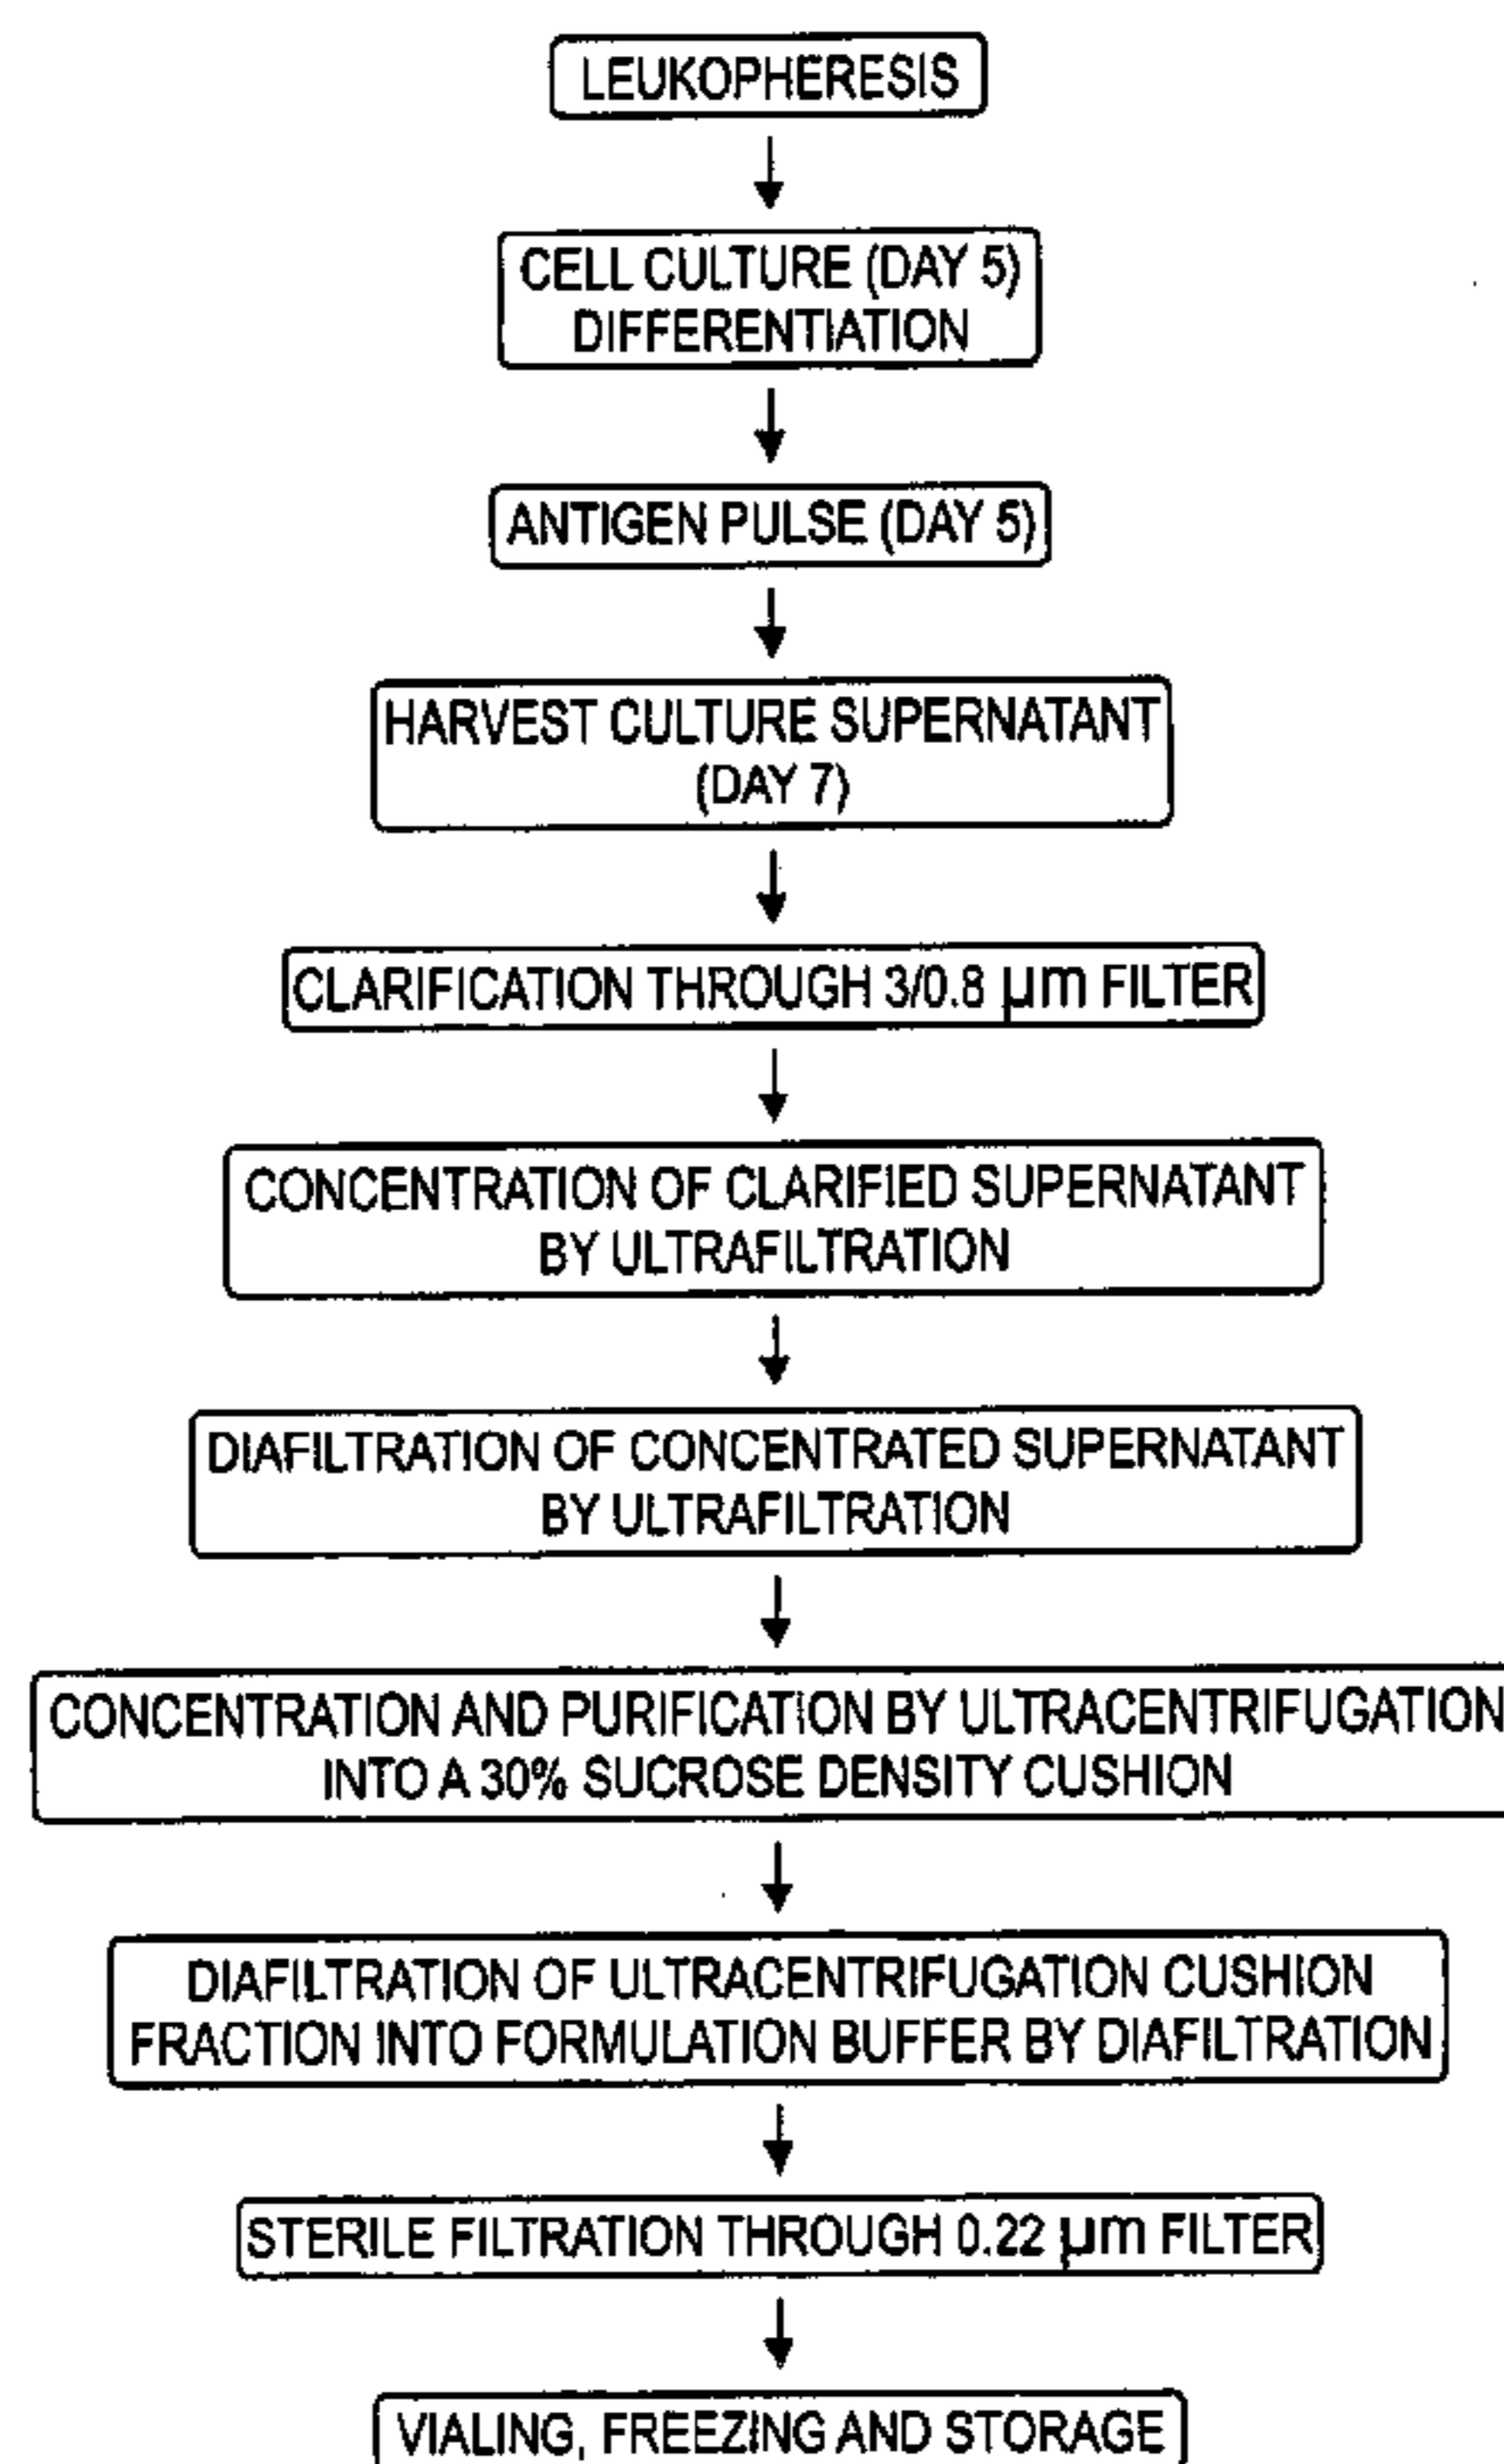 LEUKOPHERESIS
CELL CULTURE (DAY 5)
DIFFERENTIATION
ANTIGEN PULSE (DAY 5)
HARVEST CULTURE SUPERNATANT
(DAY 7)
CLARIFICATION THROUGH 3/0.8 µm FILTER
CONCENTRATION OF CLARIFIED SUPERNATANT
BY ULTRAFILTRATION
DIAFILTRATION OF CONCENTRATED SUPERNATANT
BY ULTRAFILTRATION
CONCENTRATION AND PURIFICATION BY ULTRACENTRIFUGATION
INTO A 30% SUCROSE DENSITY CUSHION
DIAFILTRATION OF ULTRACENTRIFUGATION CUSHION
FRACTION INTO FORMULATION BUFFER BY DIAFILTRATION
STERILE FILTRATION THROUGH 0.22 µm FILTER
VIALING, FREEZING AND STORAGE